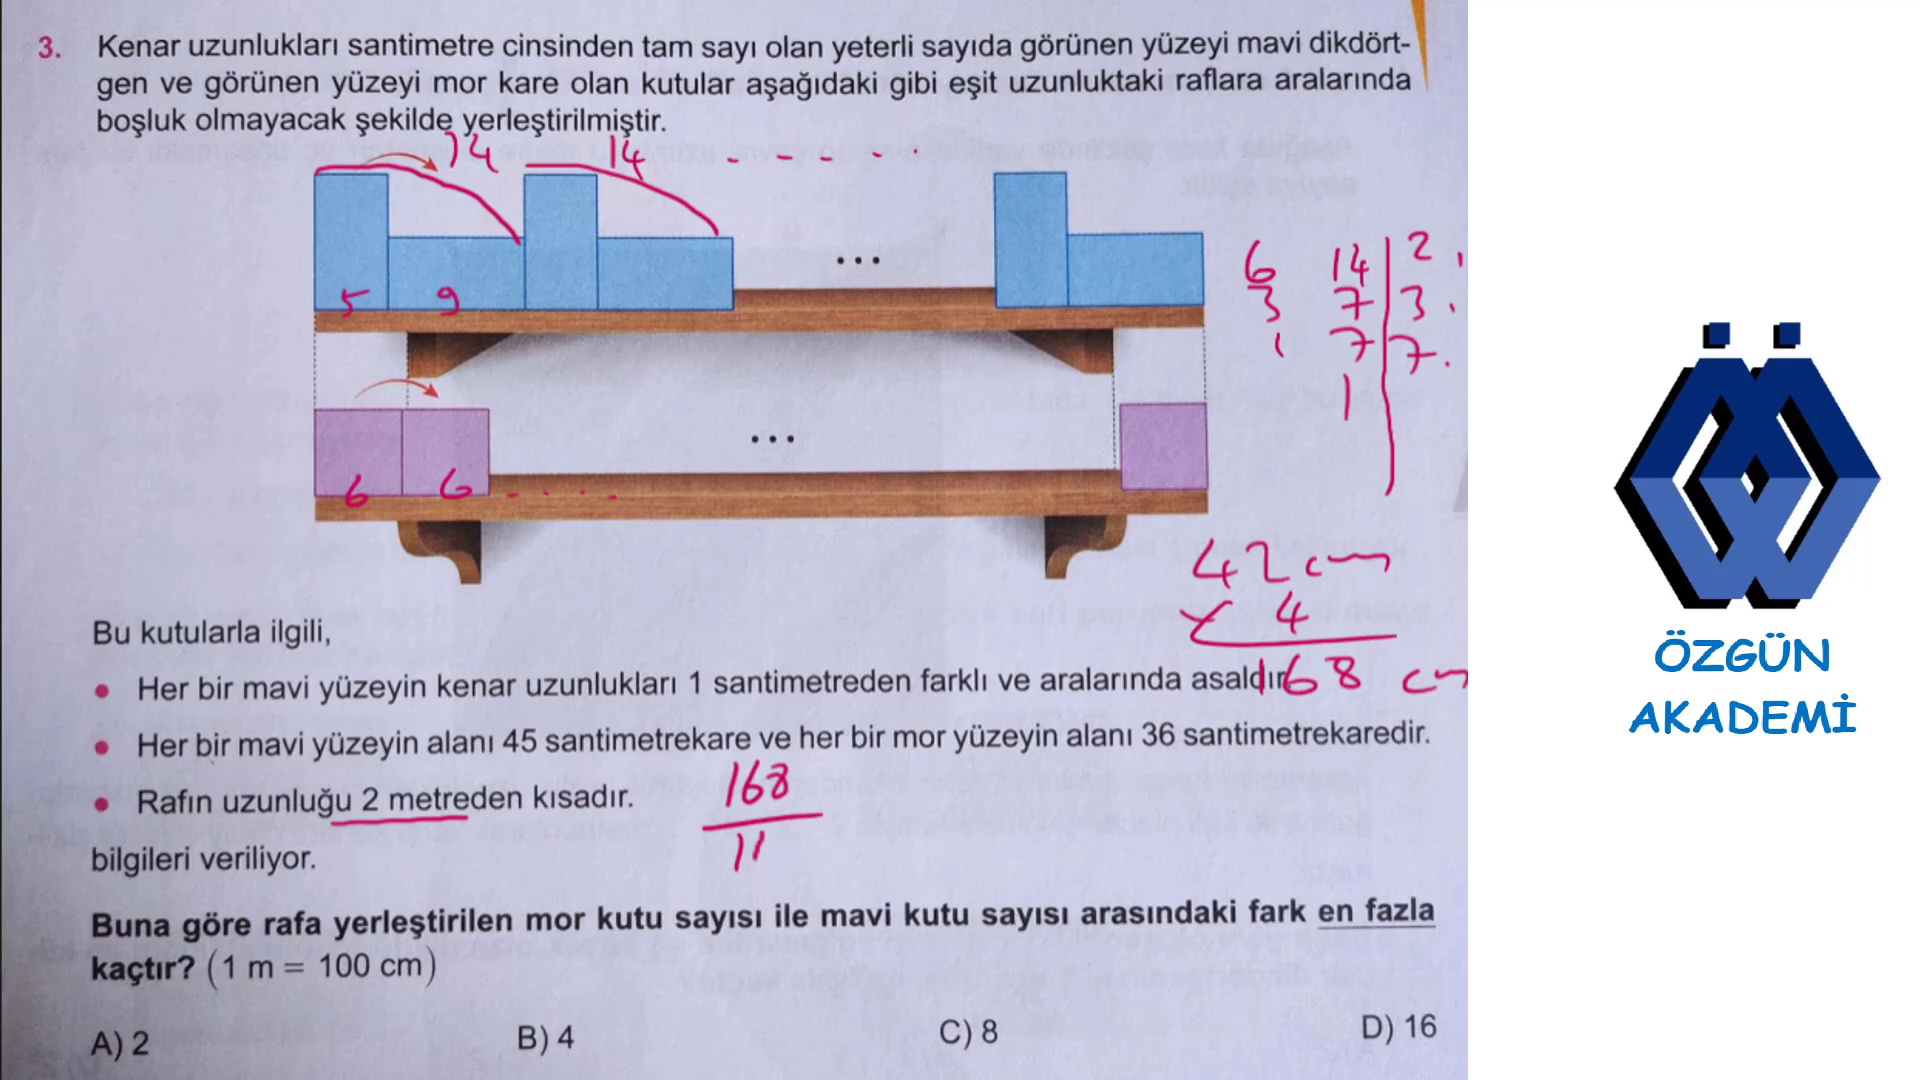 3. Kenar uzunlukları santimetre cinsinden tam sayı olan yeterli sayıda görünen yüzeyi mavi dikdört-
gen ve görünen yüzeyi mor kare olan kutular aşağıdaki gibi eşit uzunluktaki raflara aralarında
boşluk olmayacak şekilde yerleştirilmiştir.
14 14 - - - - .
...
5 9
6 14 2
3 7 3
1 7 7
1
...
6 6 - - - -
42 cm
x 4
168 cm
Bu kutularla ilgili,
• Her bir mavi yüzeyin kenar uzunlukları 1 santimetreden farklı ve aralarında asaldır
• Her bir mavi yüzeyin alanı 45 santimetrekare ve her bir mor yüzeyin alanı 36 santimetrekaredir.
• Rafın uzunluğu 2 metreden kısadır.
168
bilgileri veriliyor.
Buna göre rafa yerleştirilen mor kutu sayısı ile mavi kutu sayısı arasındaki fark en fazla
kaçtır? (1 m = 100 cm)
A) 2 B) 4 C) 8 D) 16
ÖZGÜN
AKADEMİ